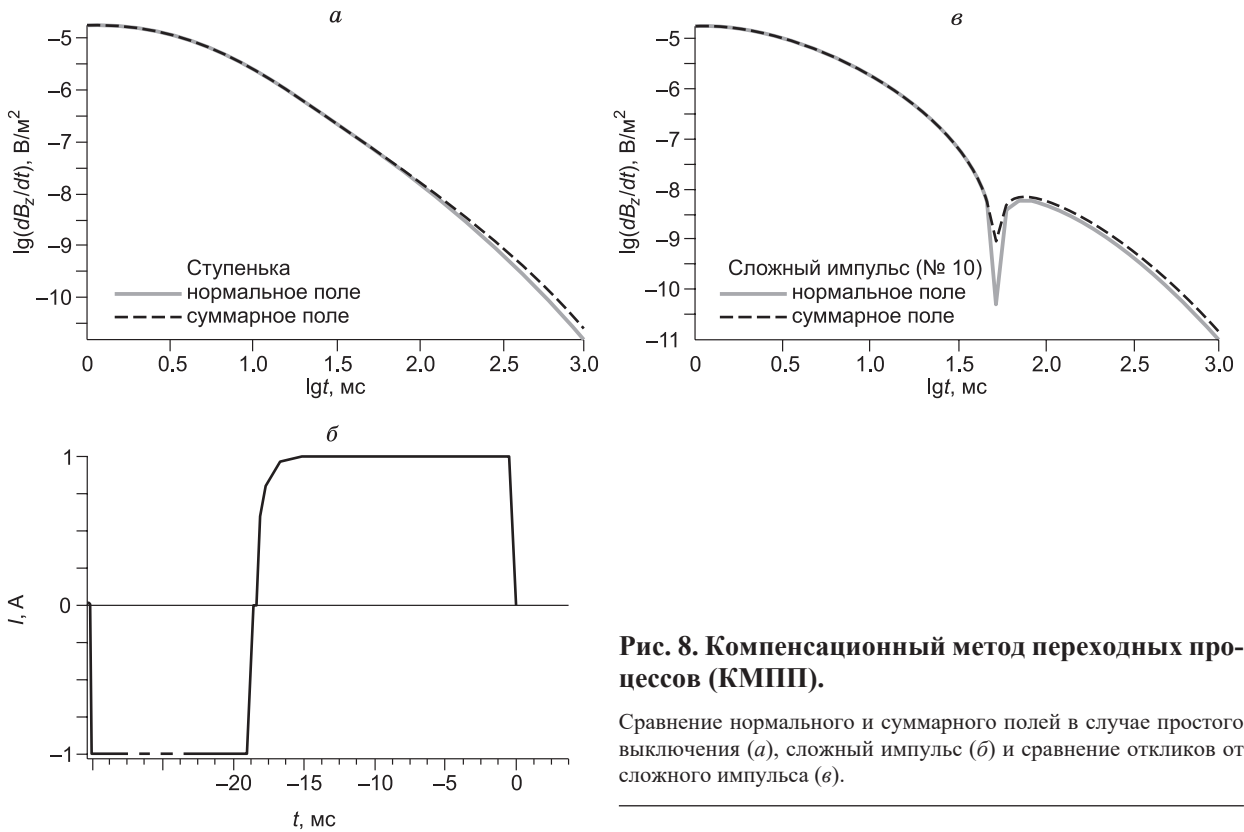 а
–5
–6
–7
–8
–9
–10
lg(dBz/dt), В/м²
Ступенька
нормальное поле
суммарное поле
0 0.5 1.0 1.5 2.0 2.5 3.0
lgt, мс
в
–5
–6
–7
–8
–9
–10
–11
lg(dBz/dt), В/м²
Сложный импульс (№ 10)
нормальное поле
суммарное поле
0 0.5 1.0 1.5 2.0 2.5 3.0
lgt, мс
б
1
0
–1
I, А
–20 –15 –10 –5 0
t, мс
Рис. 8. Компенсационный метод переходных про-
цессов (КМПП).
Сравнение нормального и суммарного полей в случае простого
выключения (а), сложный импульс (б) и сравнение откликов от
сложного импульса (в).